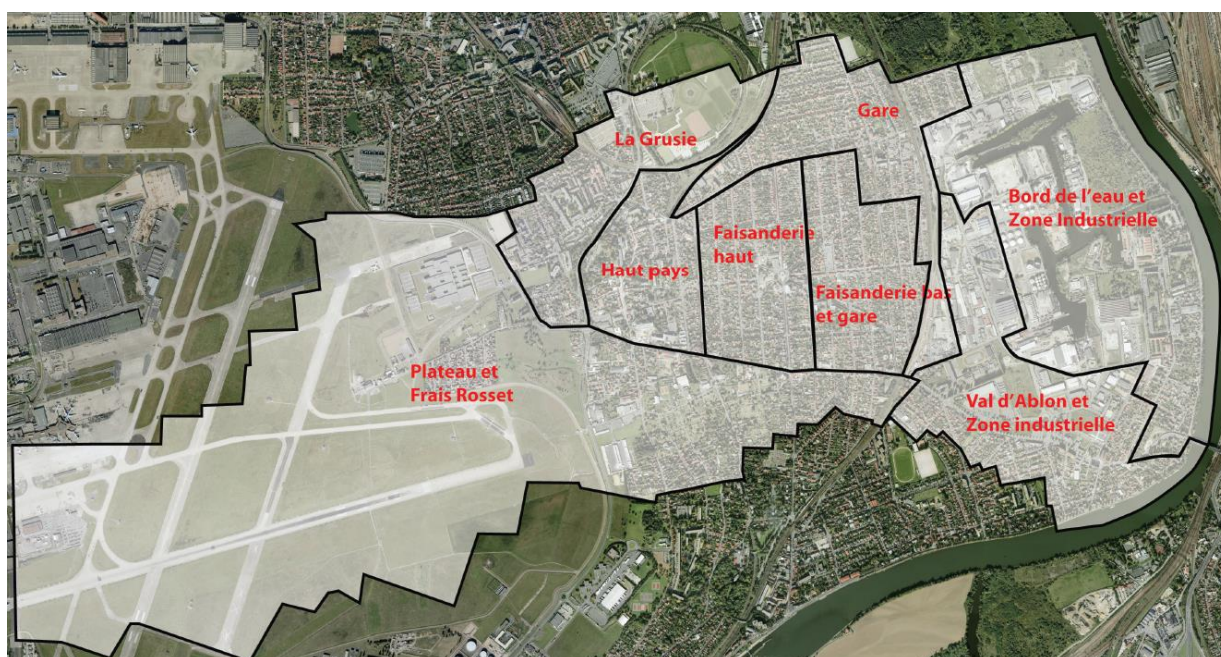 La Grusie
Gare
Bord de l'eau et
Zone Industrielle
Faisanderie
haut
Haut pays
Faisanderie bas
et gare
Plateau et
Frais Rosset
Val d'Ablon et
Zone industrielle